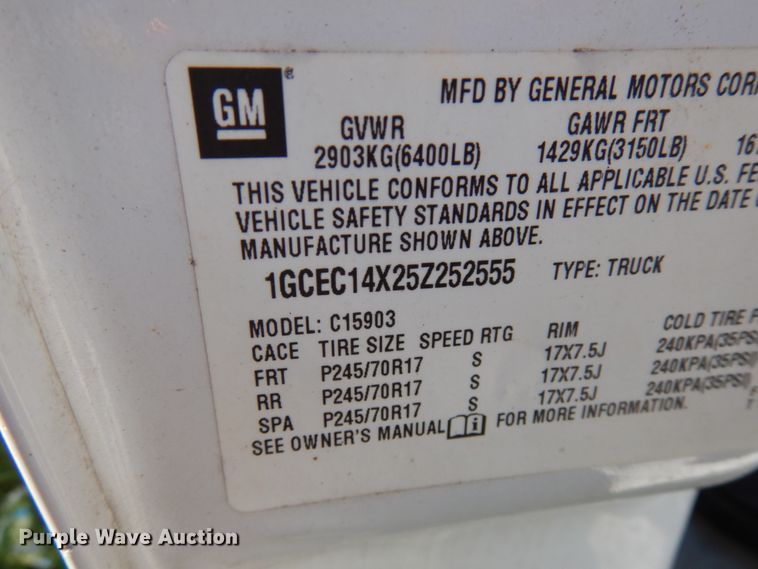 GM®
MFD BY GENERAL MOTORS
GVWR GAWR FRT
2903KG(6400LB) 1429KG(3150LB)
THIS VEHICLE CONFORMS TO ALL APPLICABLE U.S.
VEHICLE SAFETY STANDARDS IN EFFECT ON THE DATE
MANUFACTURE SHOWN ABOVE.
1GCEC14X25Z252555 TYPE: TRUCK
MODEL: C15903
CACE TIRE SIZE SPEED RTG RIM COLD TIRE
FRT P245/70R17 S 17X7.5J 240KPA(35PSI)
RR P245/70R17 S 17X7.5J 240KPA(35PSI)
SPA P245/70R17 S 17X7.5J 240KPA(35PSI)
SEE OWNER'S MANUAL i FOR MORE INFORMATION.
Purple Wave Auction